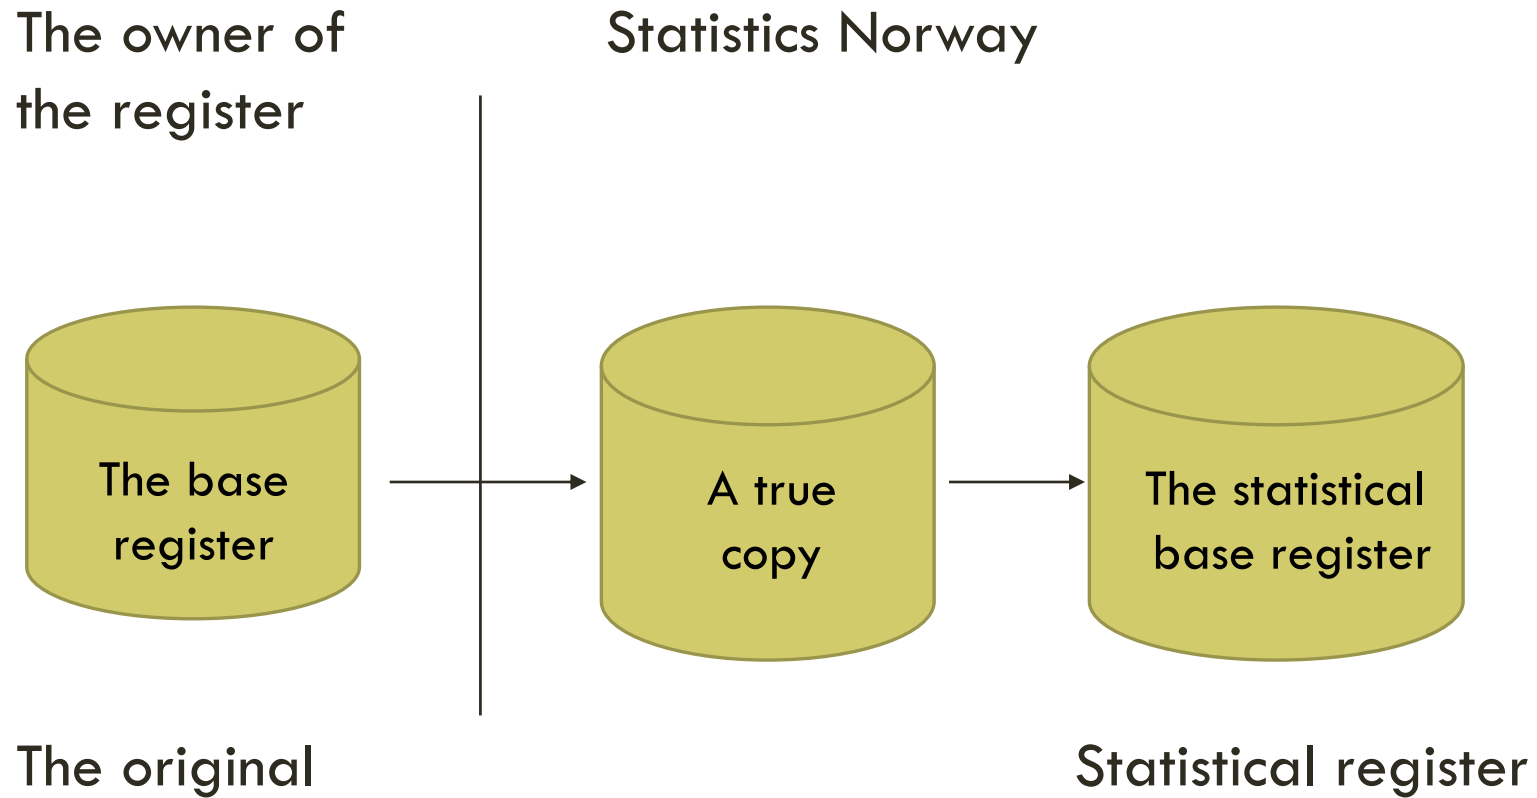 The owner of
the register
Statistics Norway
The base
register
A true
copy
The statistical
base register
The original
Statistical register